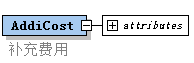 AddiCost attributes
补充费用